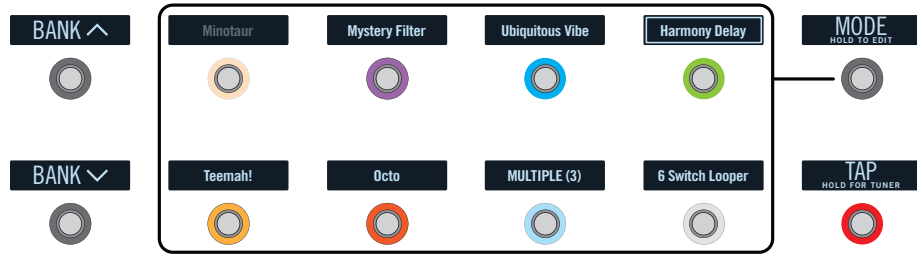 BANK
Minotaur
Mystery Filter
Ubiquitous Vibe
Harmony Delay
MODE
HOLD TO EDIT
BANK
Teemah!
Octo
MULTIPLE (3)
6 Switch Looper
TAP
HOLD FOR TUNER